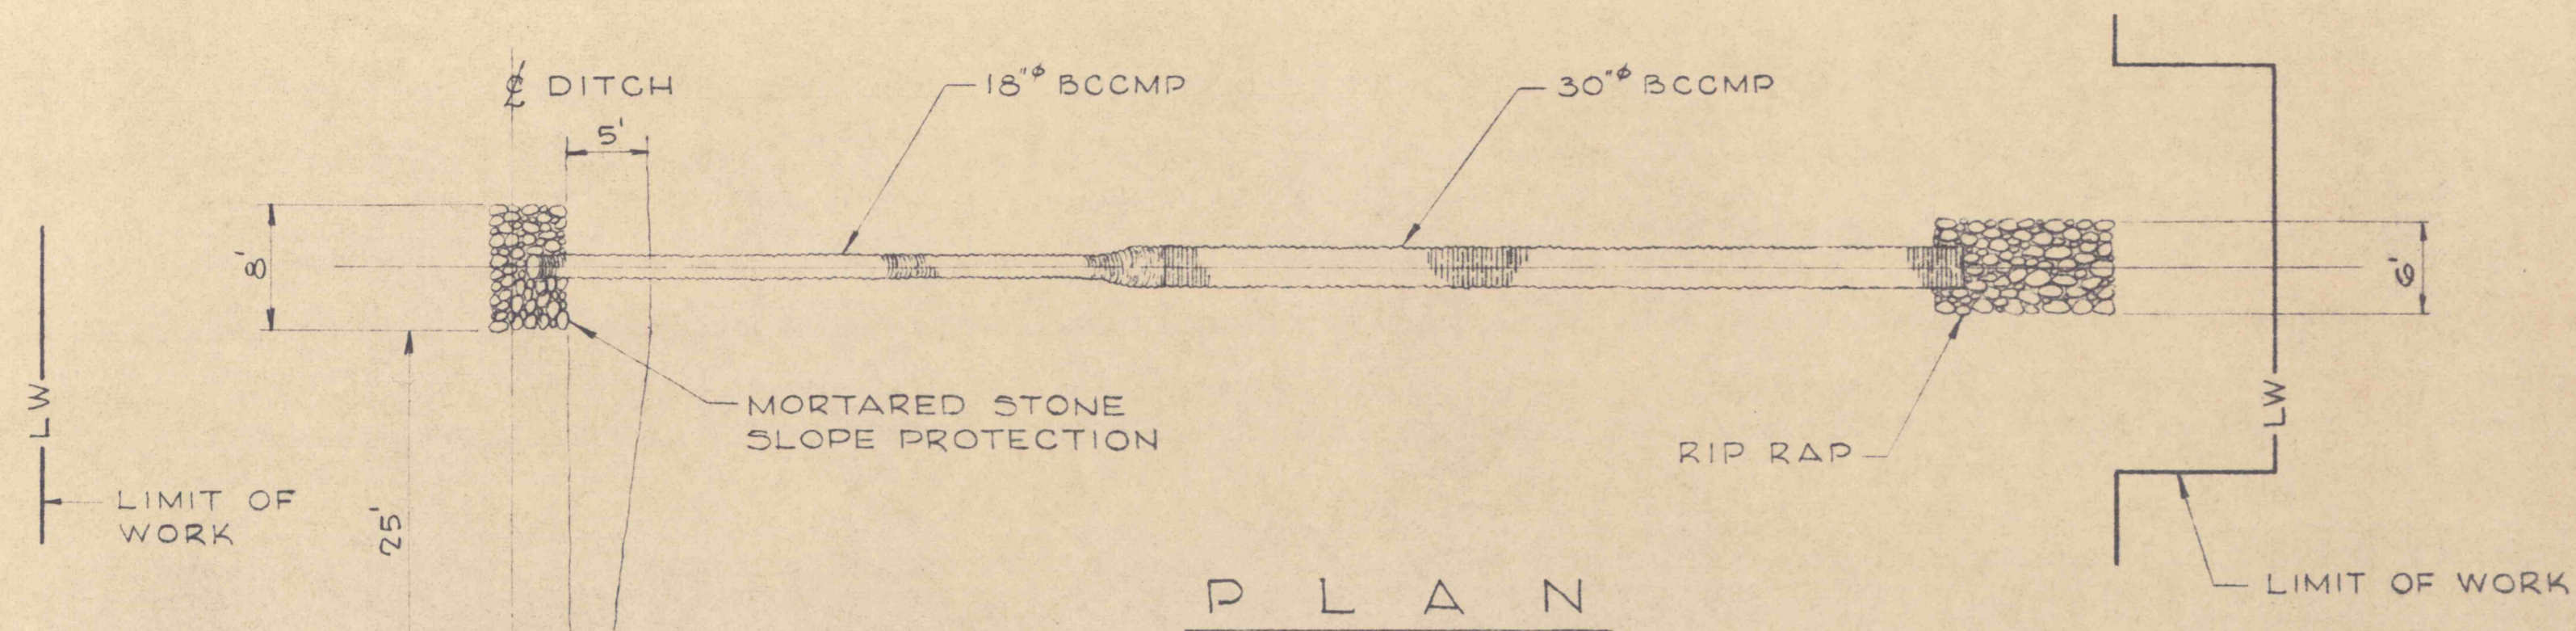 ℄ DITCH
18"ϕ BCCMP
30"ϕ BCCMP
5'
8'
6'
MORTARED STONE
SLOPE PROTECTION
RIP RAP
LW
LW
LIMIT OF
WORK
25'
LIMIT OF WORK
PLAN